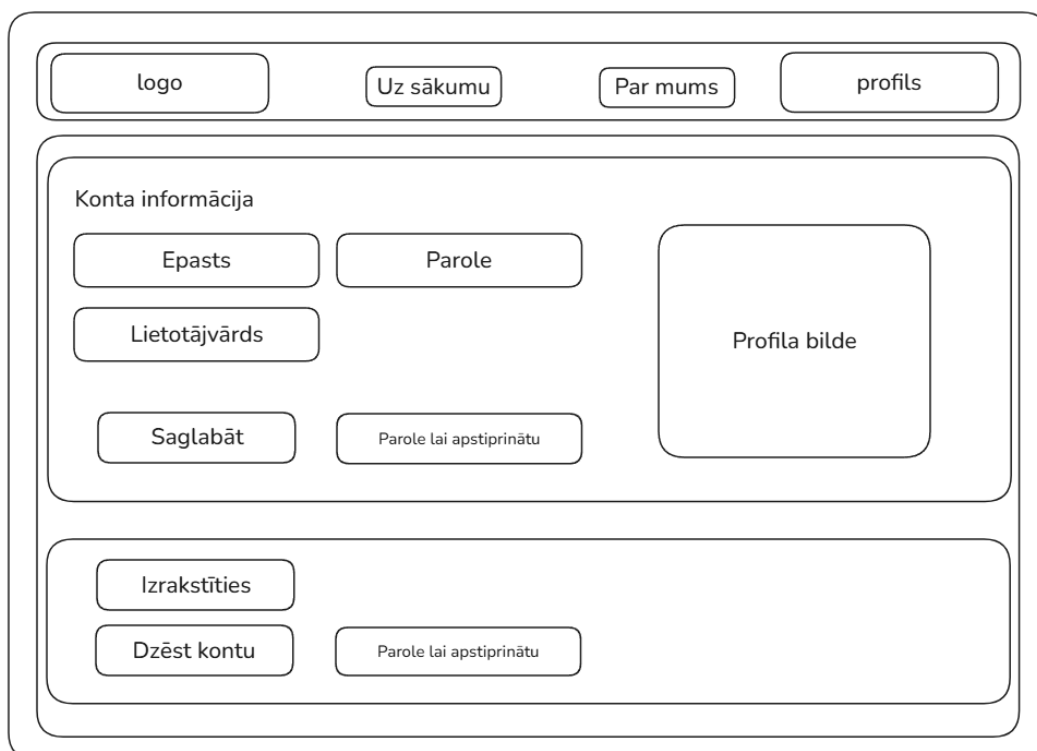 logo
Uz sākumu
Par mums
profils
Konta informācija
Epasts
Parole
Lietotājvārds
Profila bilde
Saglabāt
Parole lai apstiprinātu
Izrakstīties
Dzēst kontu
Parole lai apstiprinātu